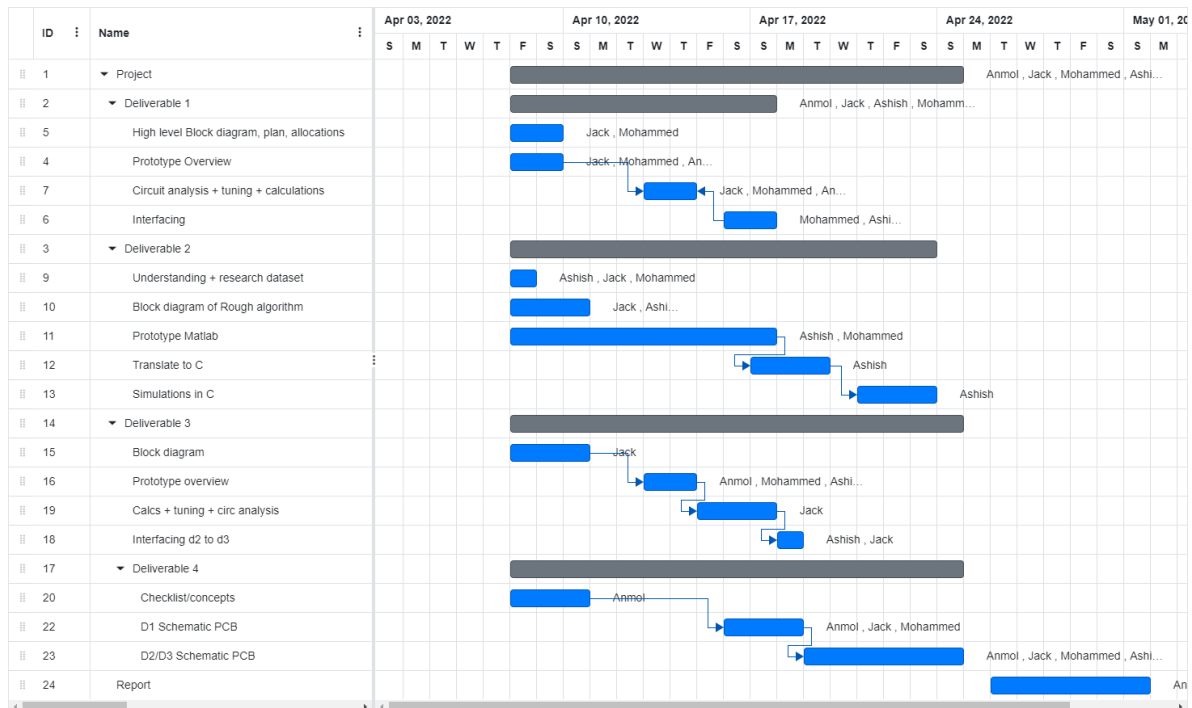 ID Name Apr 03, 2022 Apr 10, 2022 Apr 17, 2022 Apr 24, 2022 May 01, 20
S M T W T F S S M T W T F S S M T W T F S S M T W T F S S M
1 Project Anmol , Jack , Mohammed , Ashi...
2 Deliverable 1 Anmol , Jack , Ashish , Mohamm...
5 High level Block diagram, plan, allocations Jack , Mohammed
4 Prototype Overview Jack , Mohammed , An...
7 Circuit analysis + tuning + calculations Jack , Mohammed , An...
6 Interfacing Mohammed , Ashi...
3 Deliverable 2
9 Understanding + research dataset Ashish , Jack , Mohammed
10 Block diagram of Rough algorithm Jack , Ashi...
11 Prototype Matlab Ashish , Mohammed
12 Translate to C Ashish
13 Simulations in C Ashish
14 Deliverable 3
15 Block diagram Jack
16 Prototype overview Anmol , Mohammed , Ashi...
19 Calcs + tuning + circ analysis Jack
18 Interfacing d2 to d3 Ashish , Jack
17 Deliverable 4
20 Checklist/concepts Anmol
22 D1 Schematic PCB Anmol , Jack , Mohammed
23 D2/D3 Schematic PCB Anmol , Jack , Mohammed , Ashi...
24 Report An